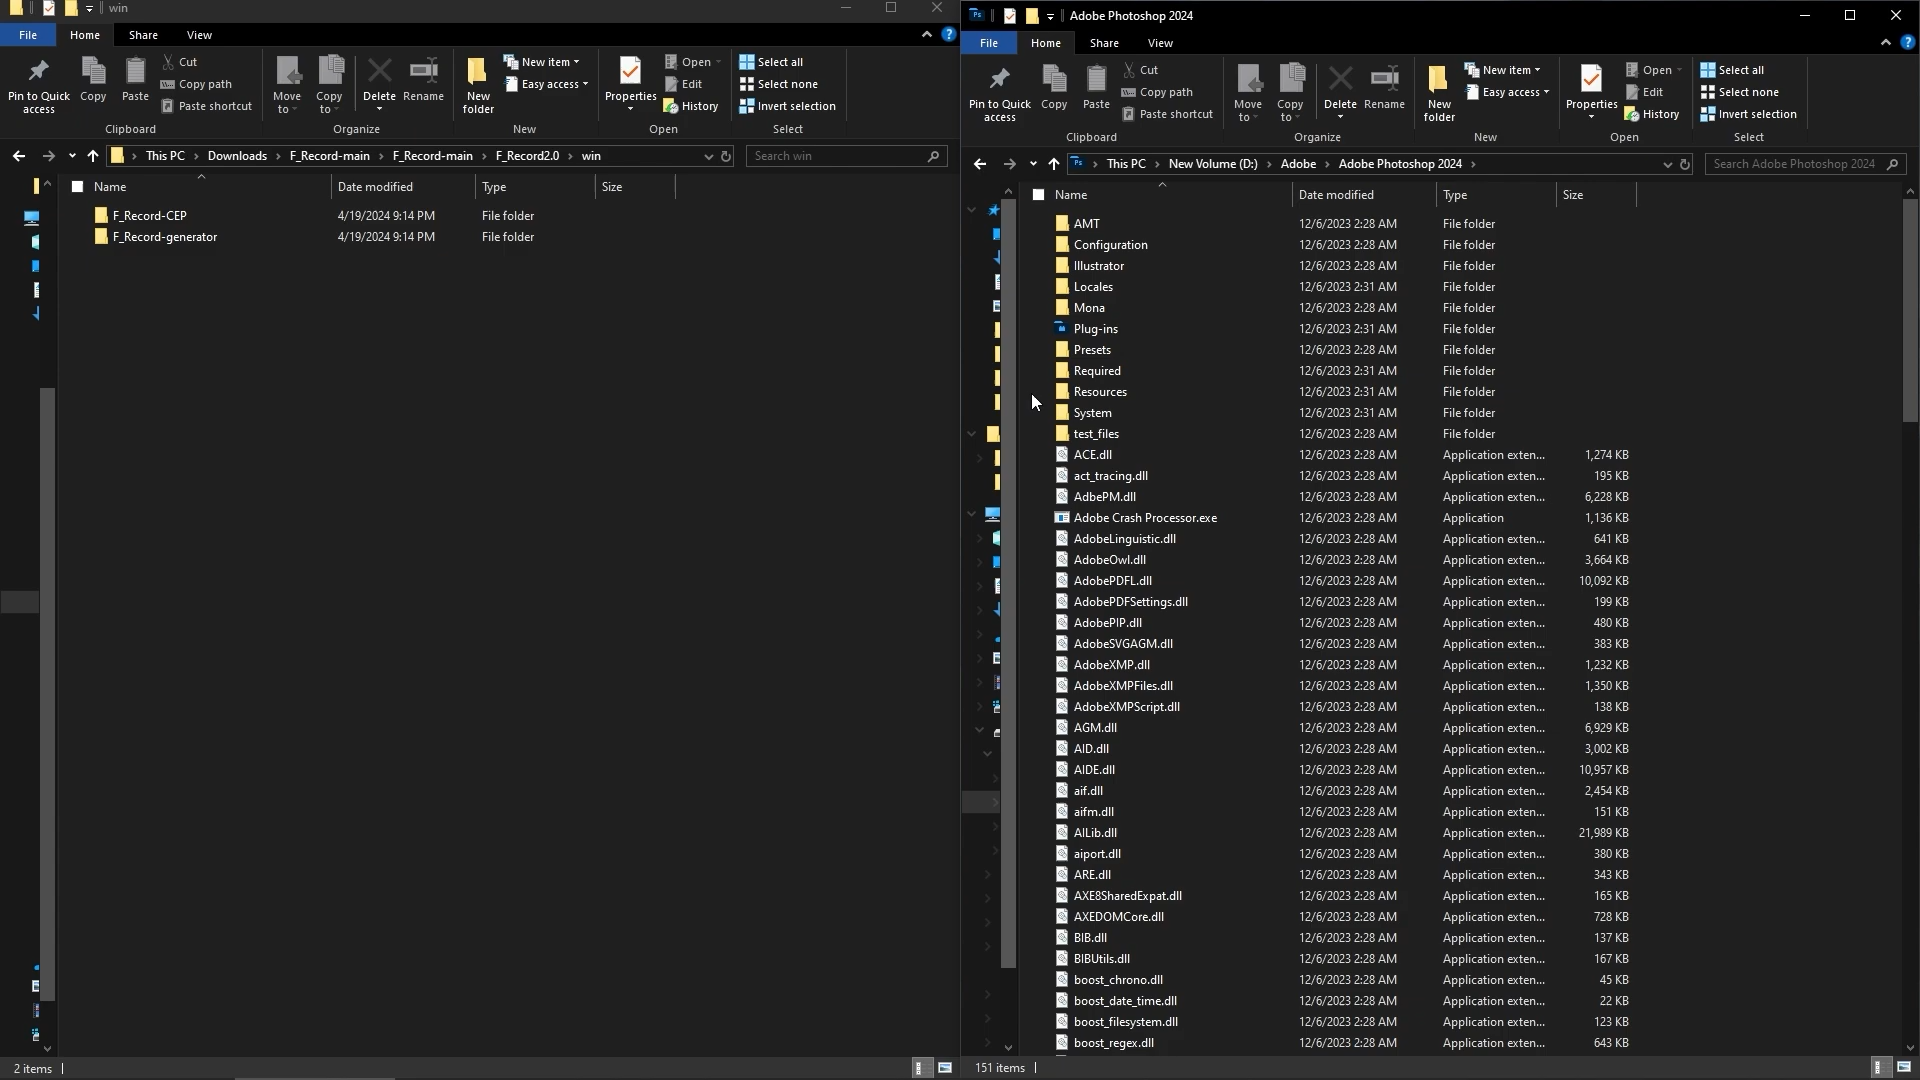 win
File Home Share View
Pin to Quick access
Copy
Paste
Cut
Copy path
Paste shortcut
Clipboard
Move to
Copy to
Delete
Rename
Organize
New folder
New item
Easy access
New
Properties
Open
Edit
History
Open
Select all
Select none
Invert selection
Select
This PC Downloads F_Record-main F_Record-main F_Record2.0 win
Search win
Name Date modified Type Size
F_Record-CEP 4/19/2024 9:14 PM File folder
F_Record-generator 4/19/2024 9:14 PM File folder
2 items
Adobe Photoshop 2024
File Home Share View
Pin to Quick access
Copy
Paste
Cut
Copy path
Paste shortcut
Clipboard
Move to
Copy to
Delete
Rename
Organize
New folder
New item
Easy access
New
Properties
Open
Edit
History
Open
Select all
Select none
Invert selection
Select
This PC New Volume (D:) Adobe Adobe Photoshop 2024
Search Adobe Photoshop 2024
Name Date modified Type Size
AMT 12/6/2023 2:28 AM File folder
Configuration 12/6/2023 2:28 AM File folder
Illustrator 12/6/2023 2:28 AM File folder
Locales 12/6/2023 2:31 AM File folder
Mona 12/6/2023 2:28 AM File folder
Plug-ins 12/6/2023 2:31 AM File folder
Presets 12/6/2023 2:28 AM File folder
Required 12/6/2023 2:31 AM File folder
Resources 12/6/2023 2:31 AM File folder
System 12/6/2023 2:31 AM File folder
test_files 12/6/2023 2:28 AM File folder
ACE.dll 12/6/2023 2:28 AM Application exten... 1,274 KB
act_tracing.dll 12/6/2023 2:28 AM Application exten... 195 KB
AdbePM.dll 12/6/2023 2:28 AM Application exten... 6,228 KB
Adobe Crash Processor.exe 12/6/2023 2:28 AM Application 1,136 KB
AdobeLinguistic.dll 12/6/2023 2:28 AM Application exten... 641 KB
AdobeOwl.dll 12/6/2023 2:28 AM Application exten... 3,664 KB
AdobePDFL.dll 12/6/2023 2:28 AM Application exten... 10,092 KB
AdobePDFSettings.dll 12/6/2023 2:28 AM Application exten... 199 KB
AdobePIP.dll 12/6/2023 2:28 AM Application exten... 480 KB
AdobeSVGAGM.dll 12/6/2023 2:28 AM Application exten... 383 KB
AdobeXMP.dll 12/6/2023 2:28 AM Application exten... 1,232 KB
AdobeXMPFiles.dll 12/6/2023 2:28 AM Application exten... 1,350 KB
AdobeXMPScript.dll 12/6/2023 2:28 AM Application exten... 138 KB
AGM.dll 12/6/2023 2:28 AM Application exten... 6,929 KB
AID.dll 12/6/2023 2:28 AM Application exten... 3,002 KB
AIDE.dll 12/6/2023 2:28 AM Application exten... 10,957 KB
aif.dll 12/6/2023 2:28 AM Application exten... 2,454 KB
aifm.dll 12/6/2023 2:28 AM Application exten... 151 KB
AILib.dll 12/6/2023 2:28 AM Application exten... 21,989 KB
aiport.dll 12/6/2023 2:28 AM Application exten... 380 KB
ARE.dll 12/6/2023 2:28 AM Application exten... 343 KB
AXE8SharedExpat.dll 12/6/2023 2:28 AM Application exten... 165 KB
AXEDOMCore.dll 12/6/2023 2:28 AM Application exten... 728 KB
BIB.dll 12/6/2023 2:28 AM Application exten... 137 KB
BIBUtils.dll 12/6/2023 2:28 AM Application exten... 167 KB
boost_chrono.dll 12/6/2023 2:28 AM Application exten... 45 KB
boost_date_time.dll 12/6/2023 2:28 AM Application exten... 22 KB
boost_filesystem.dll 12/6/2023 2:28 AM Application exten... 123 KB
boost_regex.dll 12/6/2023 2:28 AM Application exten... 643 KB
151 items